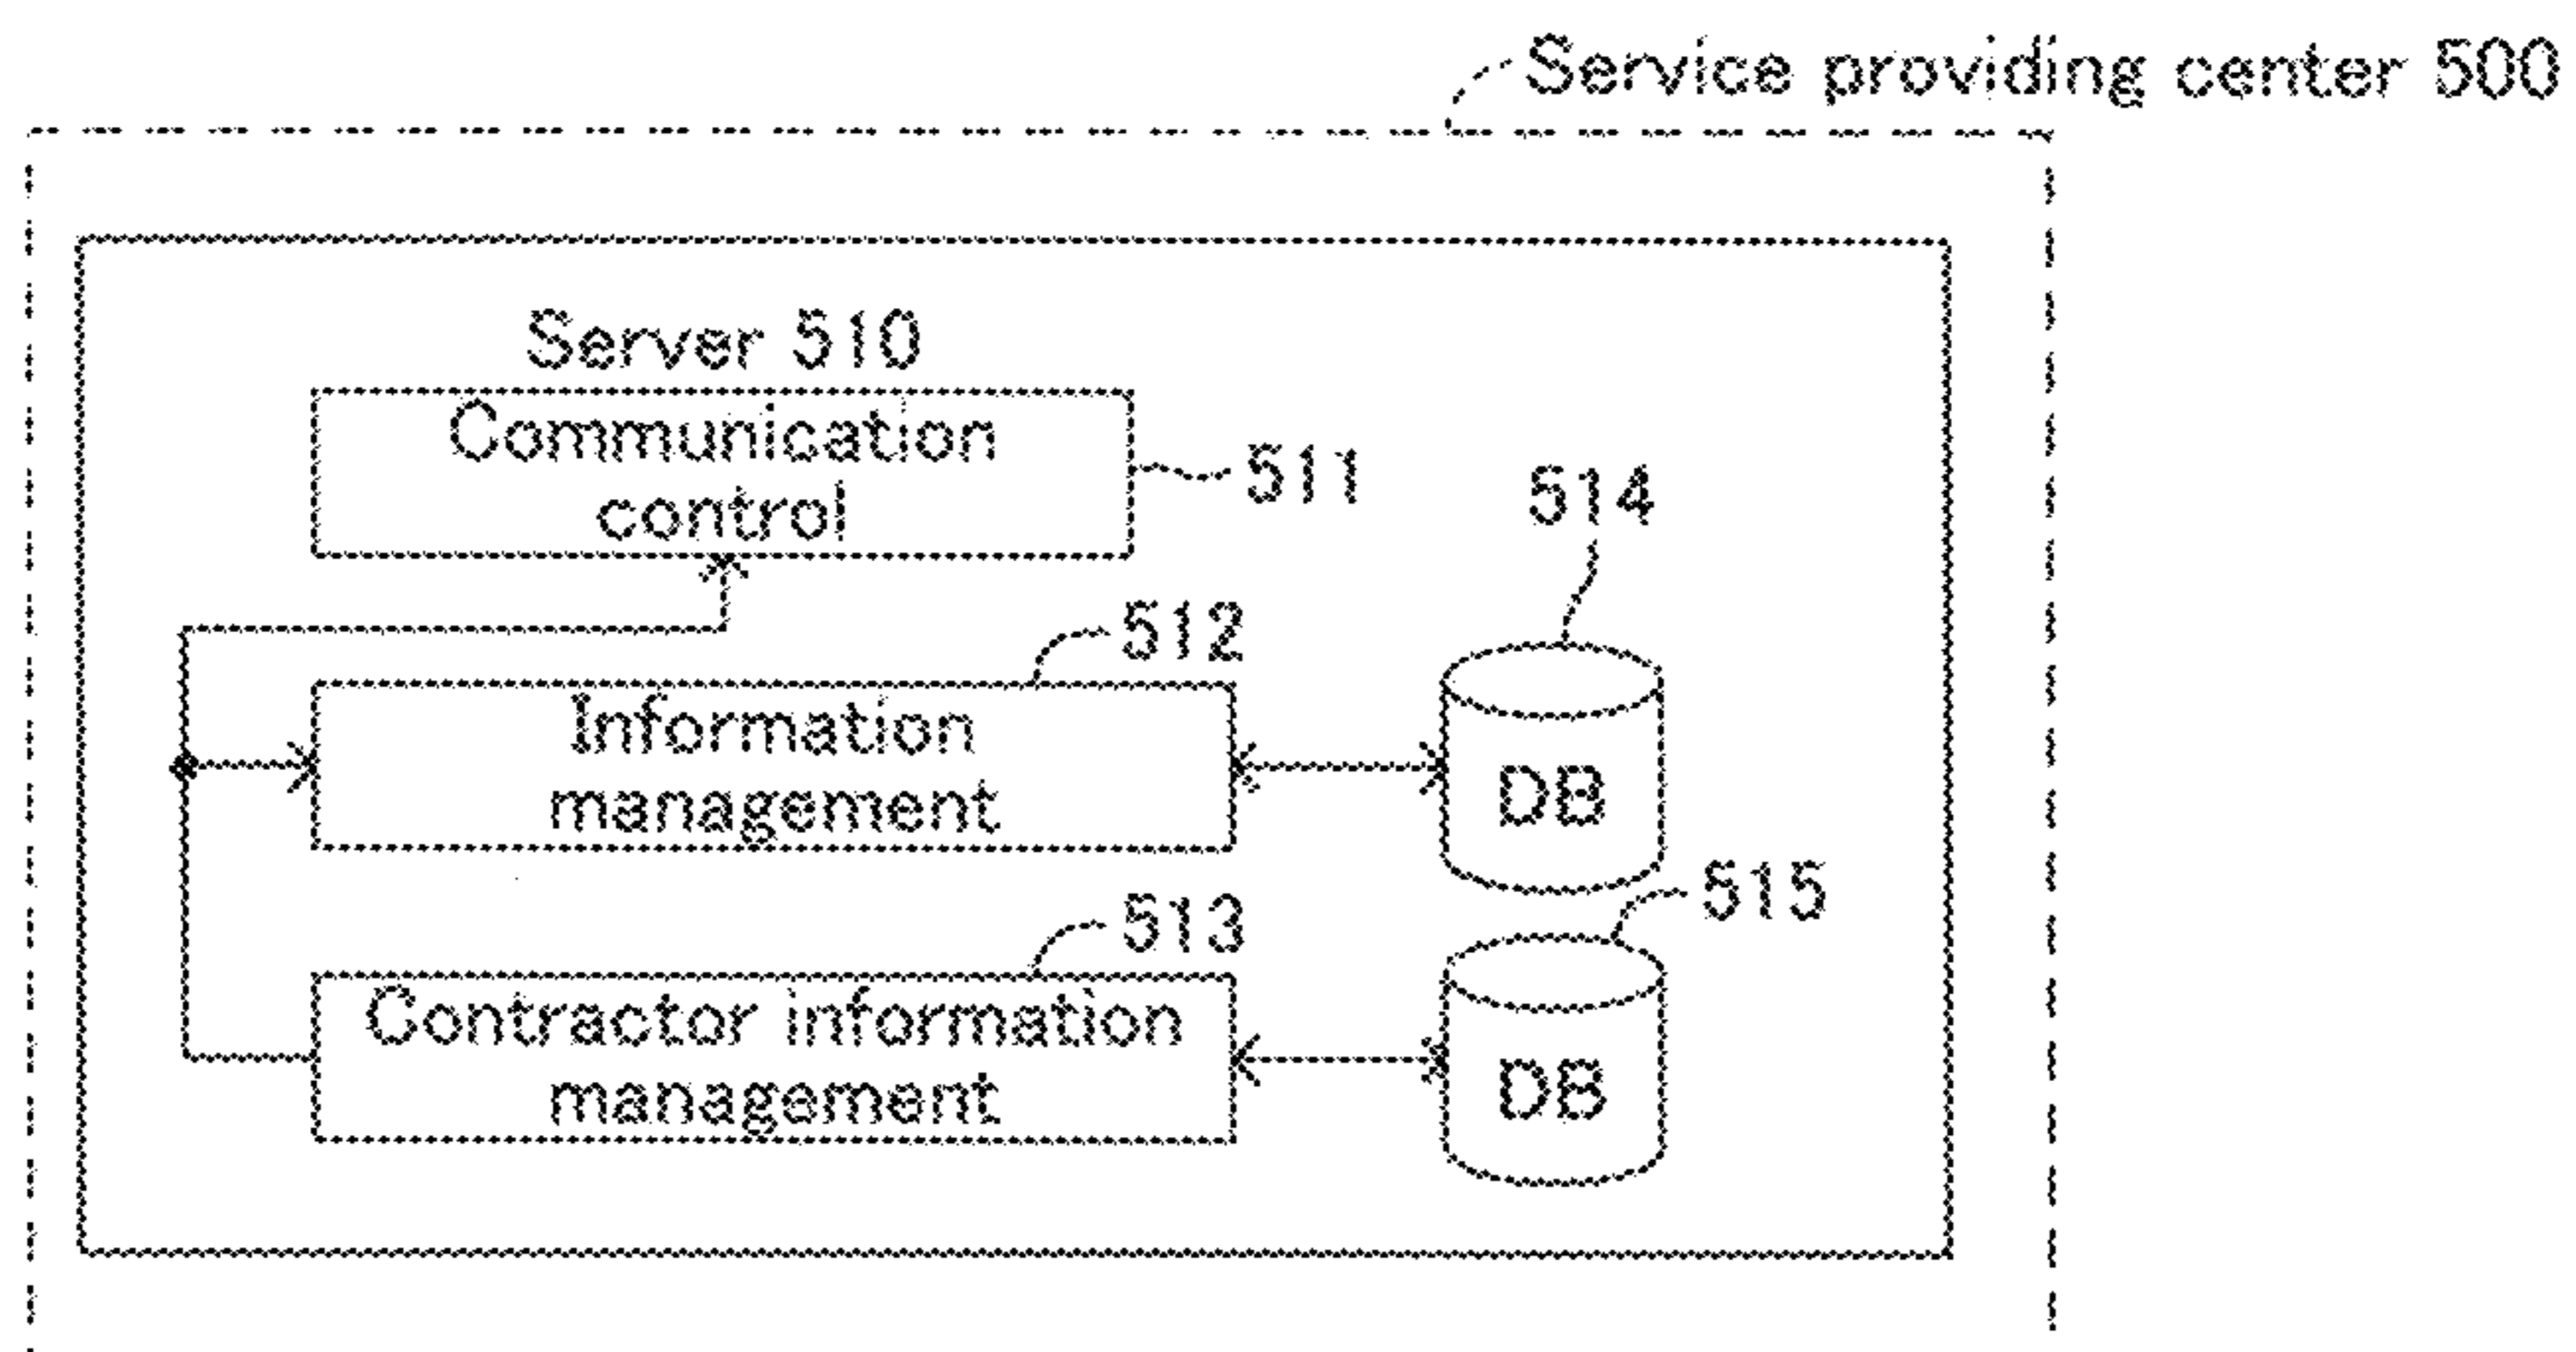 Service providing center 500
Server 510
Communication
control
511
514
512
Information
management
DB
515
513
Contractor information
management
DB